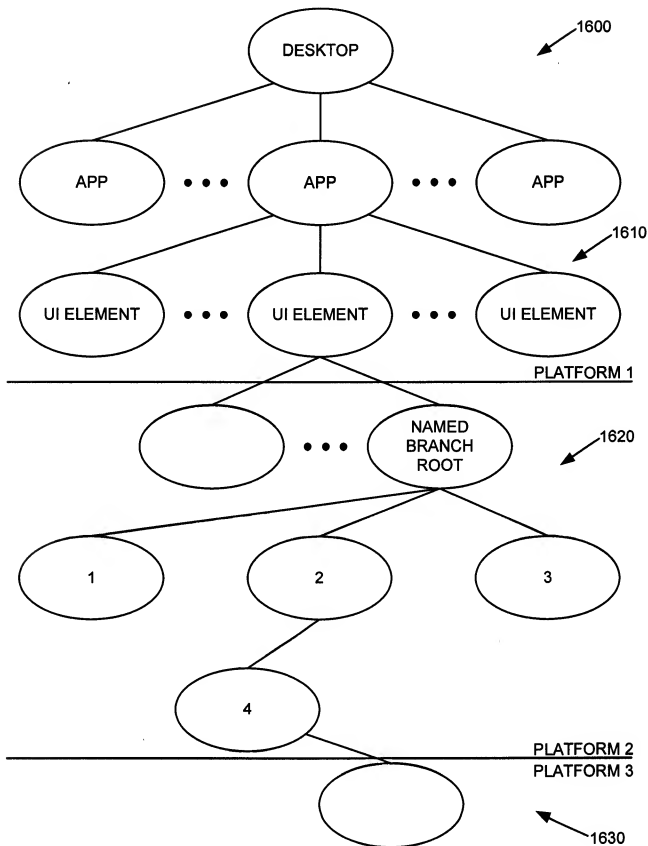 DESKTOP
1600
APP
APP
APP
1610
UI ELEMENT
UI ELEMENT
UI ELEMENT
PLATFORM 1
NAMED
BRANCH
ROOT
1620
1
2
3
4
PLATFORM 2
PLATFORM 3
1630